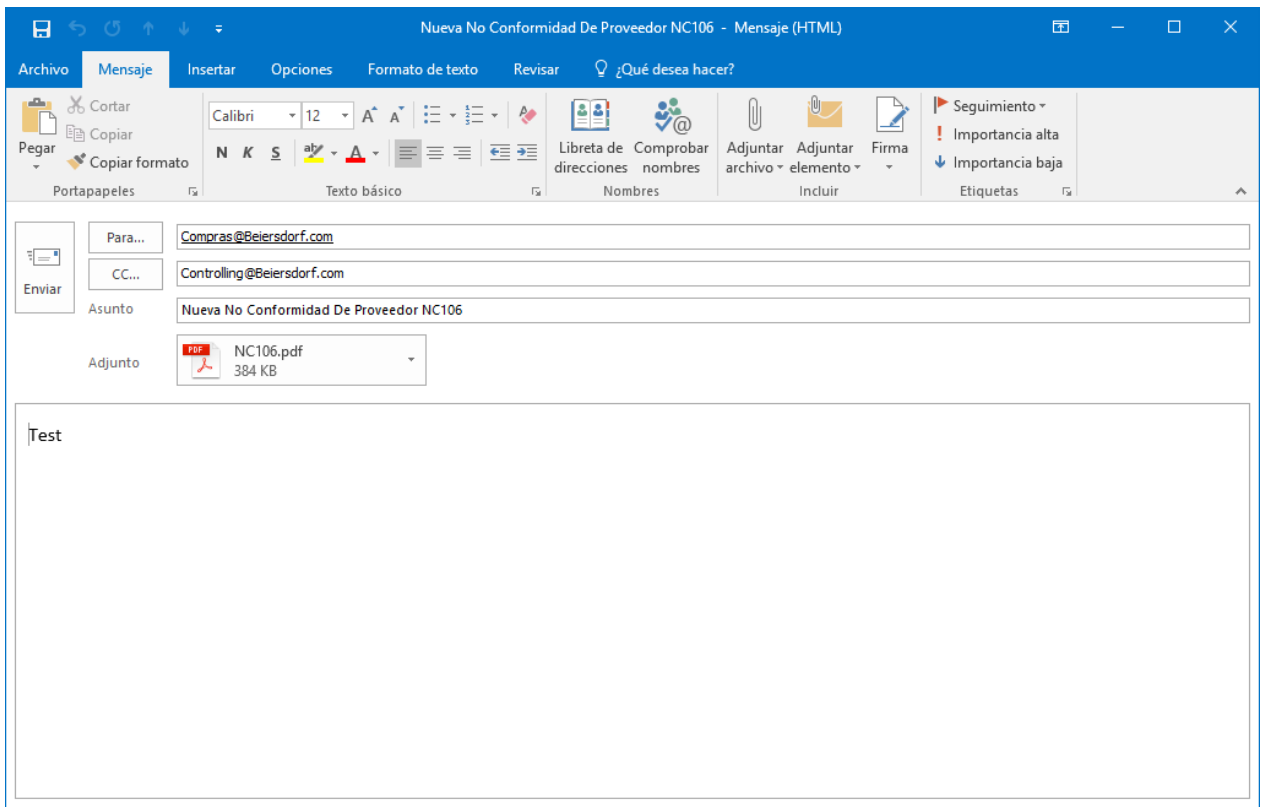 Nueva No Conformidad De Proveedor NC106 - Mensaje (HTML)
Archivo Mensaje Insertar Opciones Formato de texto Revisar ¿Qué desea hacer?
Pegar
Cortar
Copiar
Copiar formato
Portapapeles
Calibri 12
N K S
Texto básico
Libreta de direcciones
Comprobar nombres
Nombres
Adjuntar archivo
Adjuntar elemento
Firma
Incluir
Seguimiento
Importancia alta
Importancia baja
Etiquetas
Enviar
Para... Compras@Beiersdorf.com
CC... Controlling@Beiersdorf.com
Asunto Nueva No Conformidad De Proveedor NC106
Adjunto PDF NC106.pdf
384 KB
Test